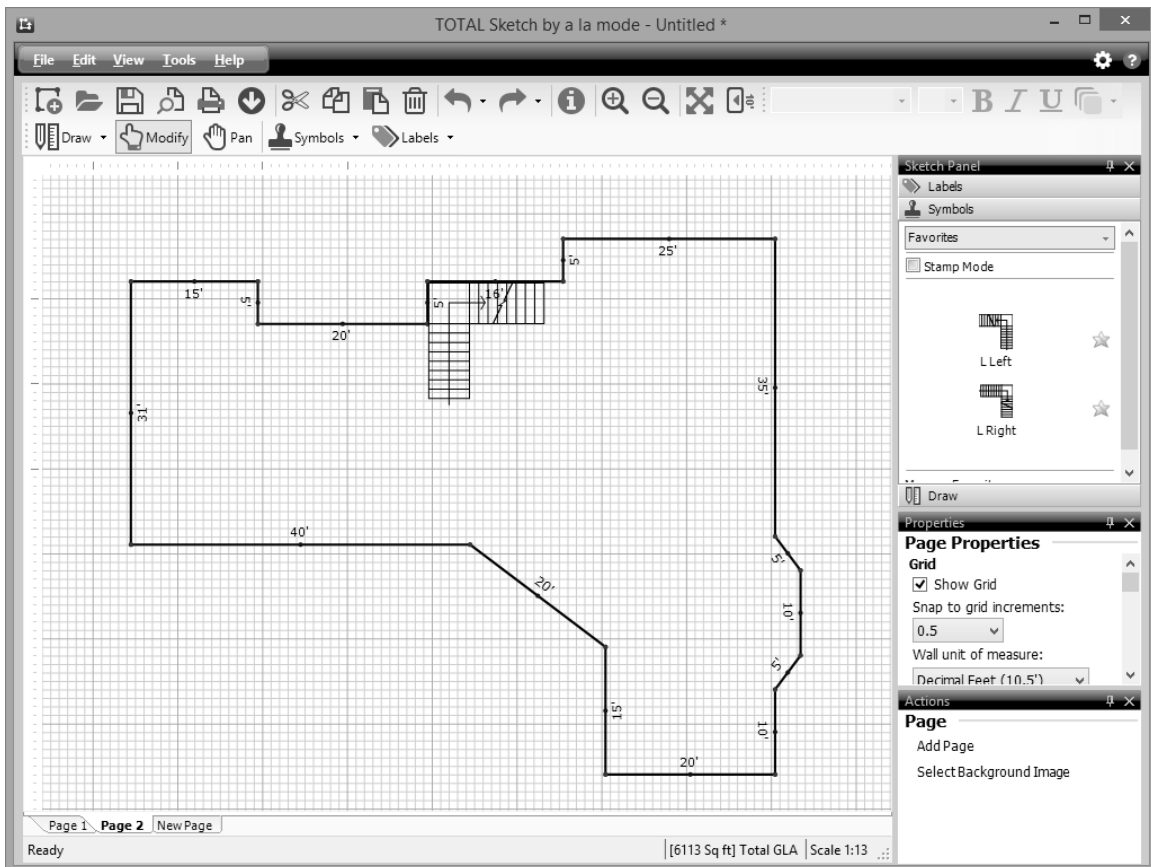 TOTAL Sketch by a la mode - Untitled *
File Edit View Tools Help
B I U
Draw Modify Pan Symbols Labels
Sketch Panel
Labels
Symbols
Favorites
Stamp Mode
L Left
L Right
Draw
Properties
Page Properties
Grid
Show Grid
Snap to grid increments:
0.5
Wall unit of measure:
Decimal Feet (10.5')
Actions
Page
Add Page
Select Background Image
25'
5'
15'
5'
20'
5'
16'
31'
35'
40'
20'
5'
10'
5'
15'
10'
20'
Page 1 Page 2 New Page
Ready [6113 Sq ft] Total GLA Scale 1:13